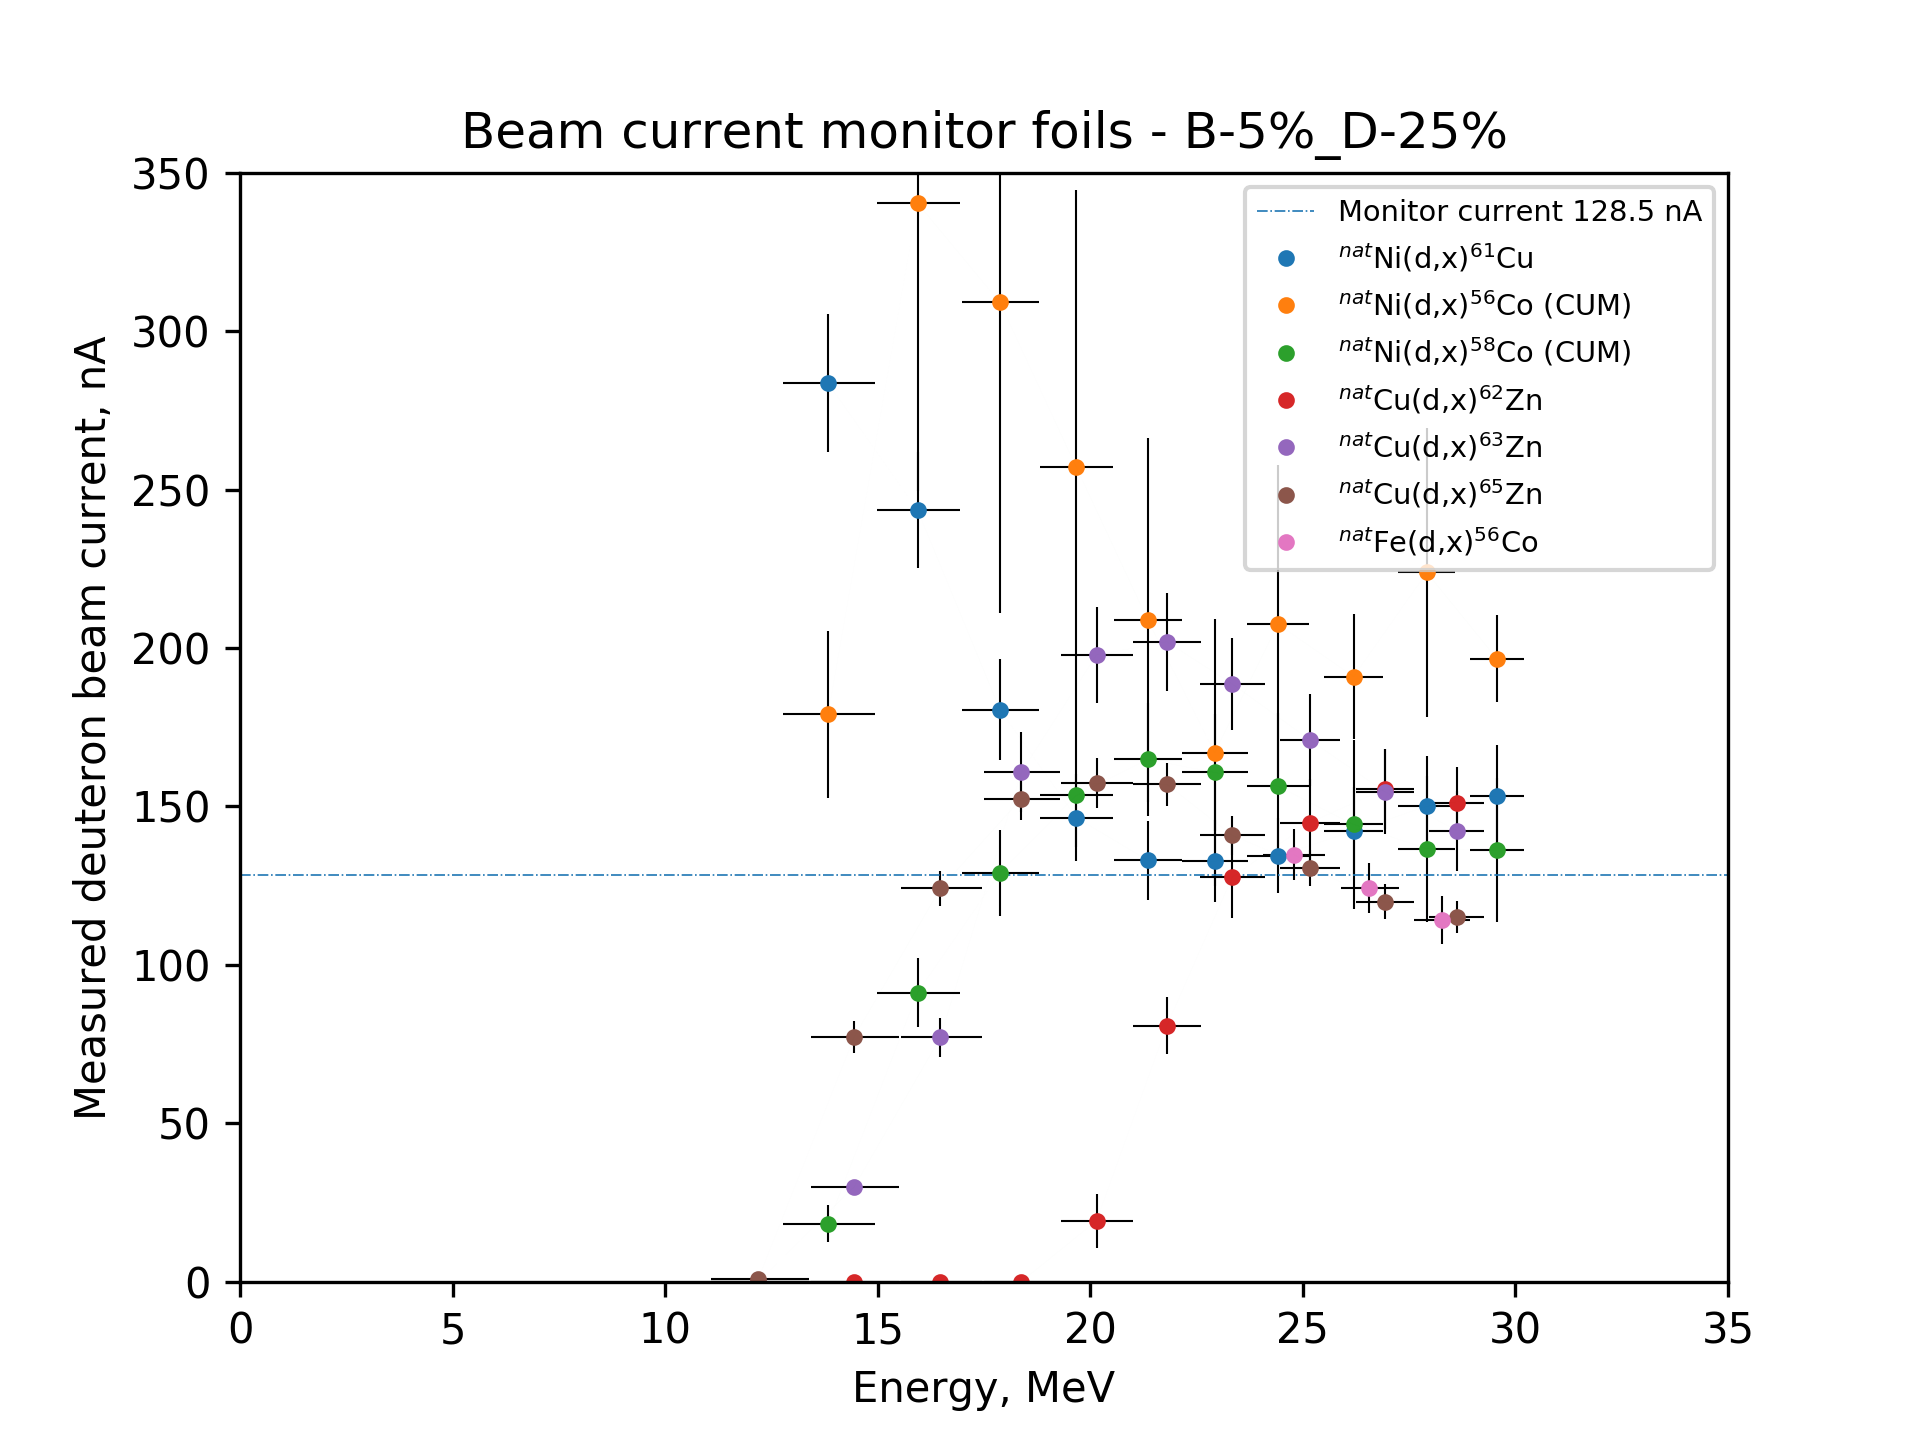 Beam current monitor foils - B-5%_D-25%
350
300
250
200
150
100
50
0
Measured deuteron beam current, nA
Monitor current 128.5 nA
natNi(d,x)61Cu
natNi(d,x)56Co (CUM)
natNi(d,x)58Co (CUM)
natCu(d,x)62Zn
natCu(d,x)63Zn
natCu(d,x)65Zn
natFe(d,x)56Co
0 5 10 15 20 25 30 35
Energy, MeV